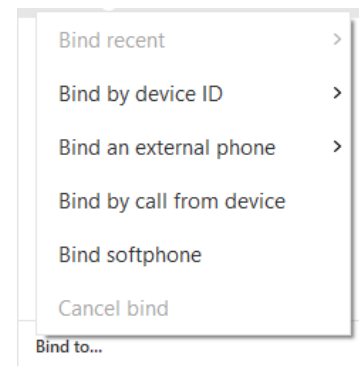 Bind recent
Bind by device ID
Bind an external phone
Bind by call from device
Bind softphone
Cancel bind
Bind to...